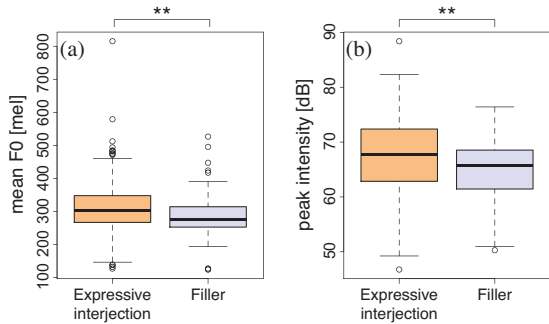 **
**
(a)
(b)
mean F0 [mel]
100 200 300 400 500 600 700 800
Expressive
interjection
Filler
peak intensity [dB]
50 60 70 80 90
Expressive
interjection
Filler